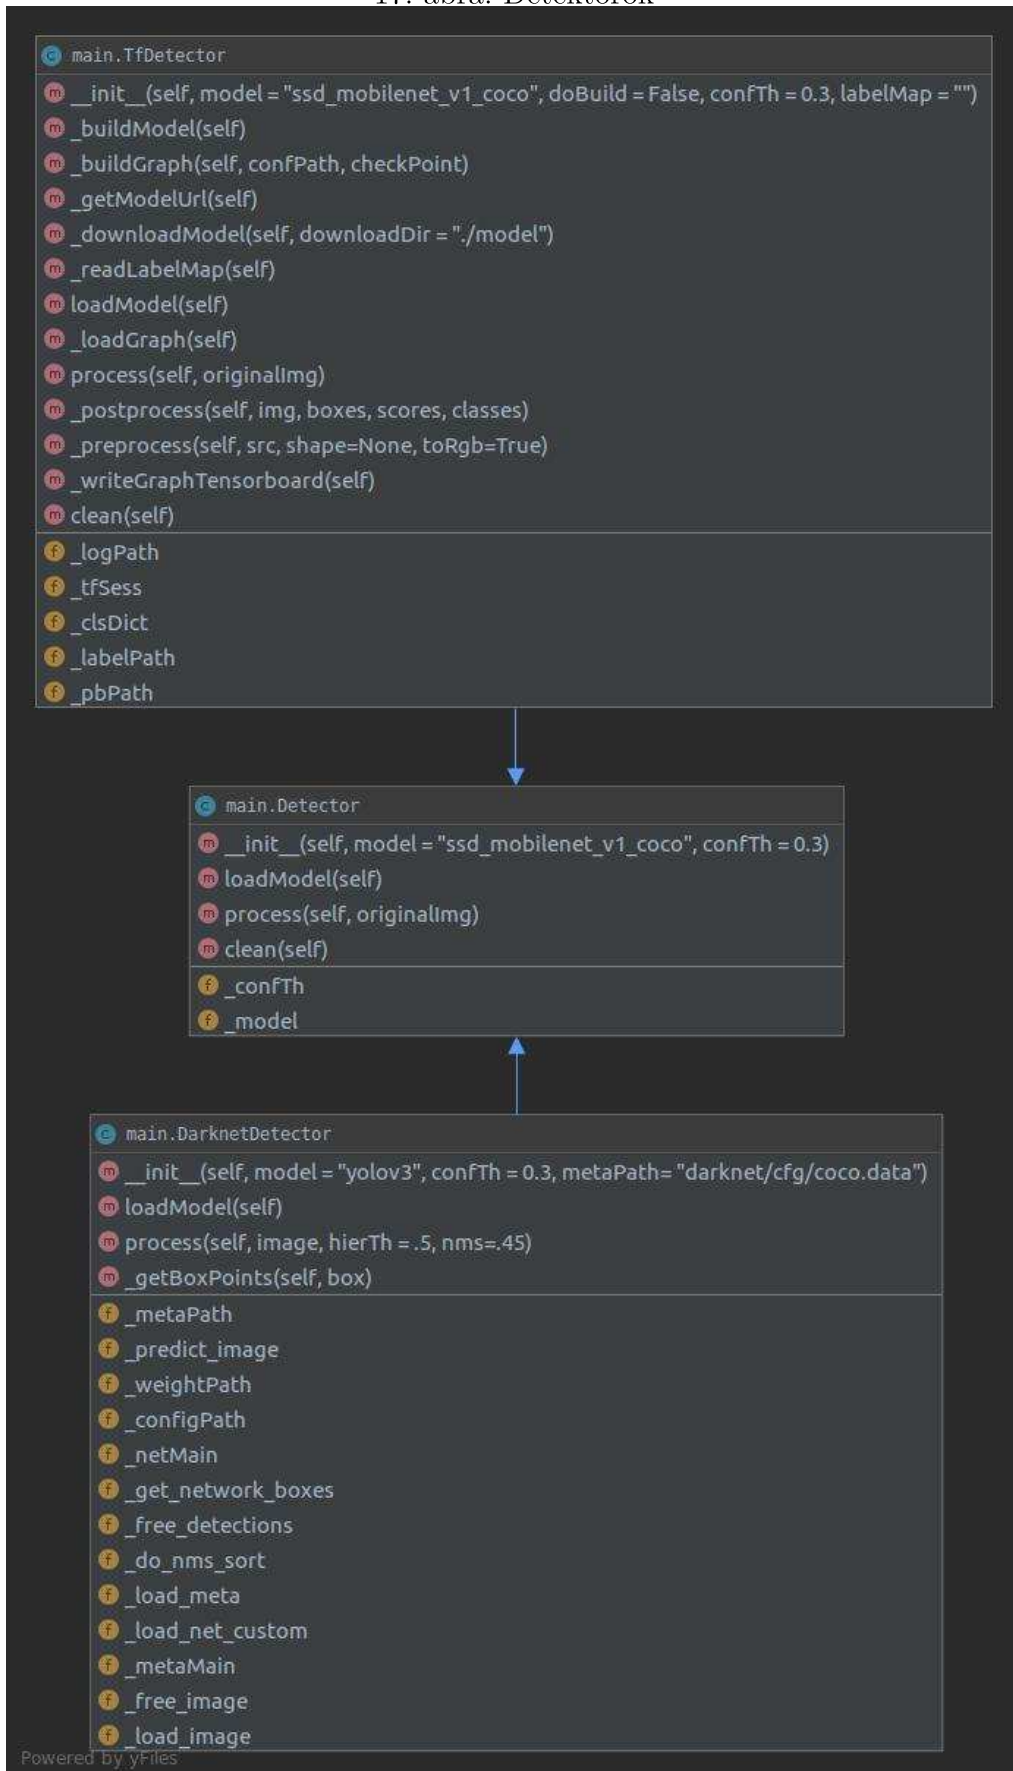 17. ábra. Detektorok
main.TfDetector
__init__(self, model = "ssd_mobilenet_v1_coco", doBuild = False, confTh = 0.3, labelMap = "")
_buildModel(self)
_buildGraph(self, confPath, checkPoint)
_getModelUrl(self)
_downloadModel(self, downloadDir = "./model")
_readLabelMap(self)
loadModel(self)
_loadGraph(self)
process(self, originalImg)
_postprocess(self, img, boxes, scores, classes)
_preprocess(self, src, shape=None, toRgb=True)
_writeGraphTensorboard(self)
clean(self)
_logPath
_tfSess
_clsDict
_labelPath
_pbPath
main.Detector
__init__(self, model = "ssd_mobilenet_v1_coco", confTh = 0.3)
loadModel(self)
process(self, originalImg)
clean(self)
_confTh
_model
main.DarknetDetector
__init__(self, model = "yolov3", confTh = 0.3, metaPath= "darknet/cfg/coco.data")
loadModel(self)
process(self, image, hierTh = .5, nms=.45)
_getBoxPoints(self, box)
_metaPath
_predict_image
_weightPath
_configPath
_netMain
_get_network_boxes
_free_detections
_do_nms_sort
_load_meta
_load_net_custom
_metaMain
_free_image
_load_image
Powered by yFiles